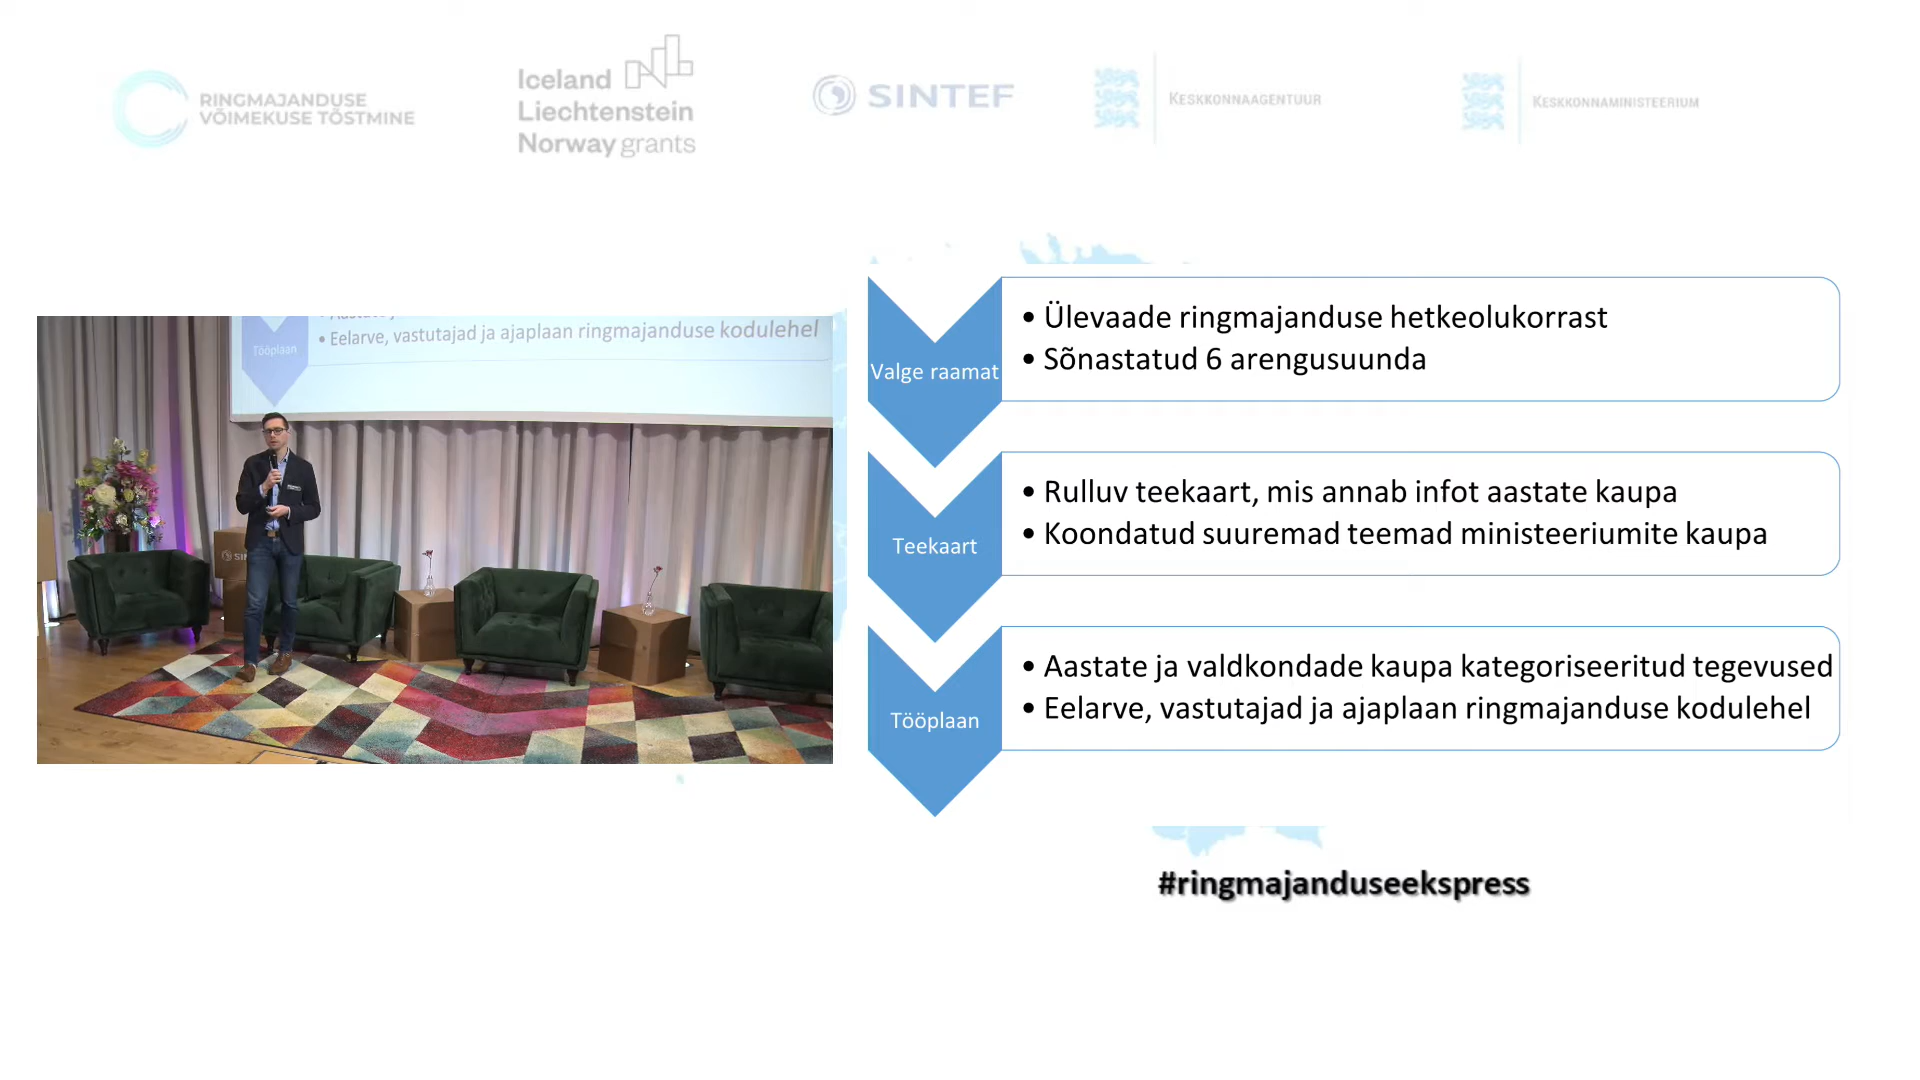 RINGMAJANDUSE
VÕIMEKUSE TÕSTMINE
Iceland
Liechtenstein
Norway grants
SINTEF
KESKKONNAAGENTUUR
KESKKONNAMINISTEERIUM
Tööplaan
• Eelarve, vastutajad ja ajaplaan ringmajanduse kodulehel
Valge raamat
• Ülevaade ringmajanduse hetkeolukorrast
• Sõnastatud 6 arengusuunda
Teekaart
• Rulluv teekaart, mis annab infot aastate kaupa
• Koondatud suuremad teemad ministeeriumite kaupa
Tööplaan
• Aastate ja valdkondade kaupa kategoriseeritud tegevused
• Eelarve, vastutajad ja ajaplaan ringmajanduse kodulehel
#ringmajanduseekspress